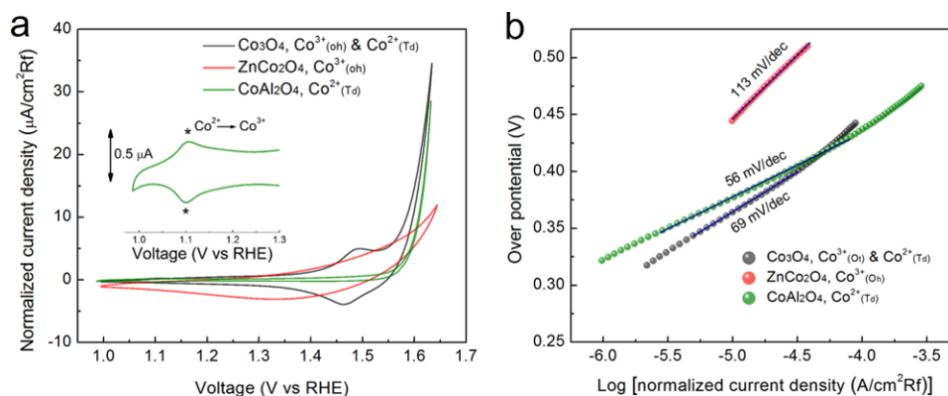 a
Normalized current density (µA/cm²Rf)
40
30
20
10
0
-10
Co₃O₄, Co³⁺(oh) & Co²⁺(Td)
ZnCo₂O₄, Co³⁺(oh)
CoAl₂O₄, Co²⁺(Td)
0.5 µA
* Co²⁺ → Co³⁺
*
1.0 1.1 1.2 1.3
Voltage (V vs RHE)
1.0 1.1 1.2 1.3 1.4 1.5 1.6 1.7
Voltage (V vs RHE)
b
Over potential (V)
0.50
0.45
0.40
0.35
0.30
0.25
113 mV/dec
56 mV/dec
69 mV/dec
Co₃O₄, Co³⁺(Ot) & Co²⁺(Td)
ZnCo₂O₄, Co³⁺(Oh)
CoAl₂O₄, Co²⁺(Td)
-6.0 -5.5 -5.0 -4.5 -4.0 -3.5
Log [normalized current density (A/cm²Rf)]